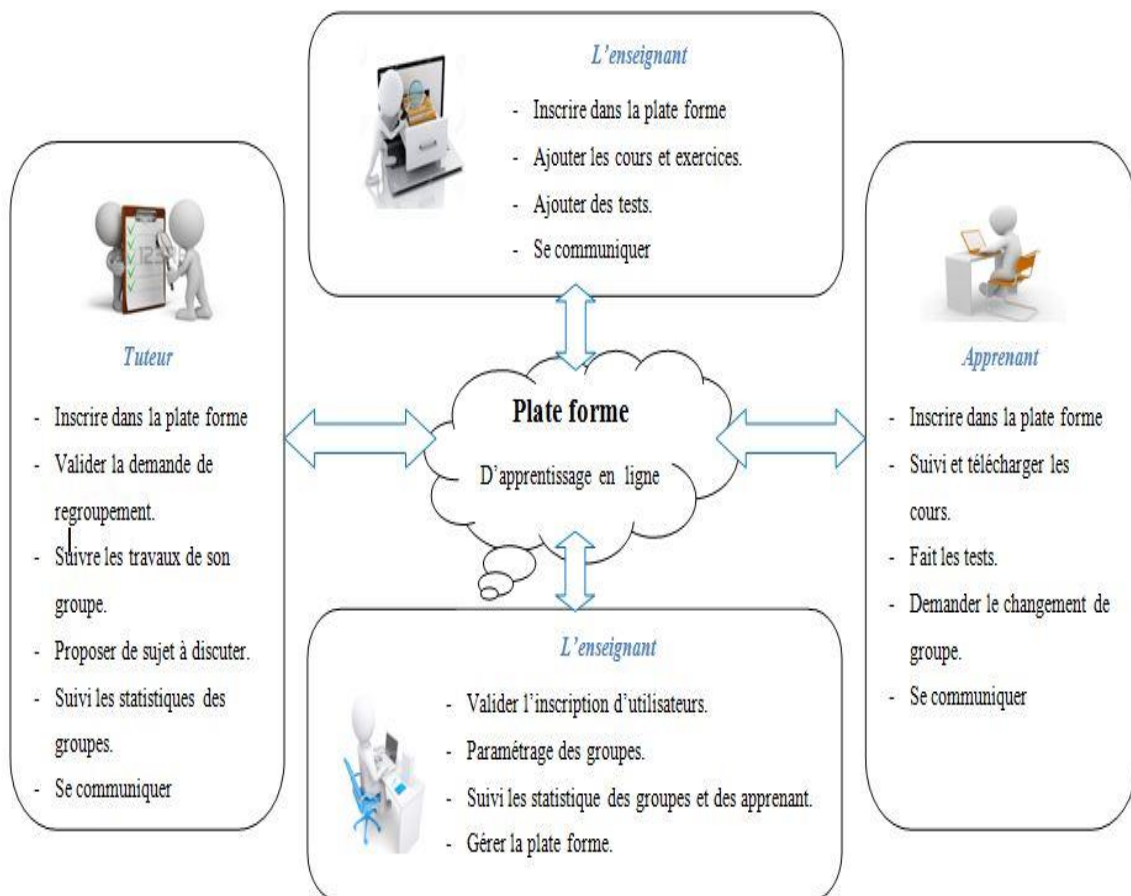 L'enseignant
- Inscrire dans la plate forme
- Ajouter les cours et exercices.
- Ajouter des tests.
- Se communiquer
Tuteur
- Inscrire dans la plate forme
- Valider la demande de
regroupement.
- Suivre les travaux de son
groupe.
- Proposer de sujet à discuter.
- Suivi les statistiques des
groupes.
- Se communiquer
Plate forme
D'apprentissage en ligne
Apprenant
- Inscrire dans la plate forme
- Suivi et télécharger les
cours.
- Fait les tests.
- Demander le changement de
groupe.
- Se communiquer
L'enseignant
- Valider l'inscription d'utilisateurs.
- Paramétrage des groupes.
- Suivi les statistique des groupes et des apprenant.
- Gérer la plate forme.